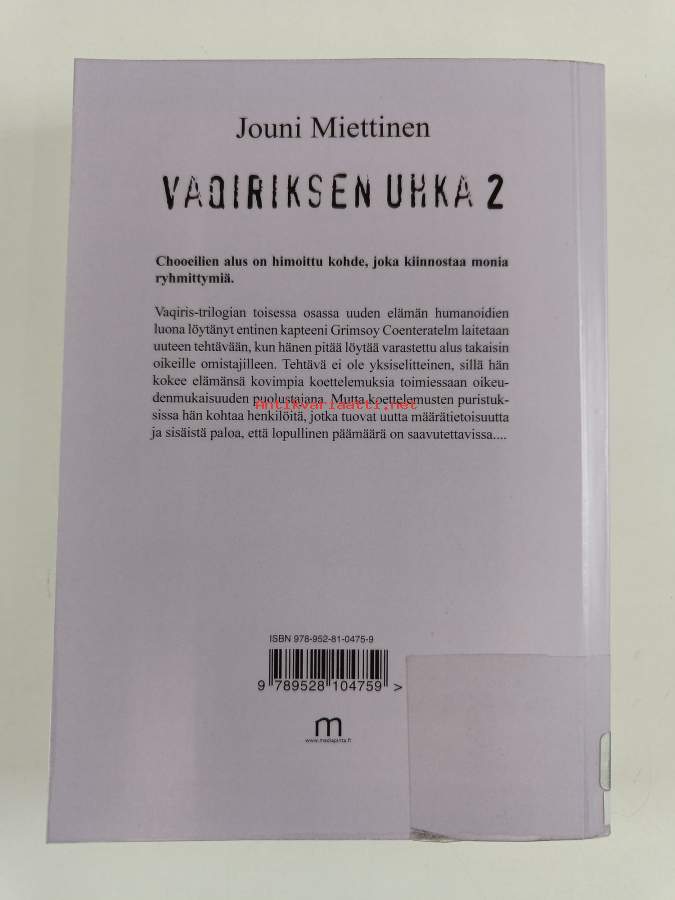 Jouni Miettinen
VAQIRIKSEN UHKA 2
Chooeilien alus on himoittu kohde, joka kiinnostaa monia
ryhmittymiä.
Vaqiris-trilogian toisessa osassa uuden elämän humanoidien
luona löytänyt entinen kapteeni Grimsoy Coenteratelm laitetaan
uuteen tehtävään, kun hänen pitää löytää varastettu alus takaisin
oikeille omistajilleen. Tehtävä ei ole yksiselitteinen, sillä hän
kokee elämänsä kovimpia koettelemuksia toimiessaan oikeu-
denmukaisuuden puolustajana. Mutta koettelemusten puristuk-
sissa hän kohtaa henkilöitä, jotka tuovat uutta määrätietoisuutta
ja sisäistä paloa, että lopullinen päämäärä on saavutettavissa....
Antikvariaatti.net
ISBN 978-952-81-0475-9
9 789528 104759 >
m
www.mediapinta.fi